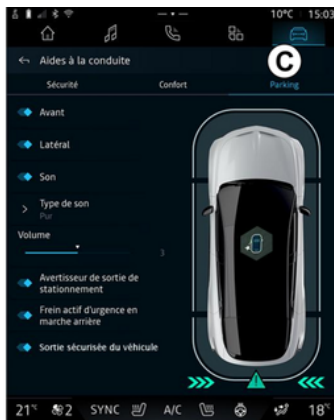 10°C 15:03
Aides à la conduite
Sécurité Confort Parking
C
Avant
Latéral
Son
Type de son
Pur
Volume
3
Avertisseur de sortie de
stationnement
Frein actif d'urgence en
marche arrière
Sortie sécurisée du véhicule
21° 2 SYNC A/C 18°